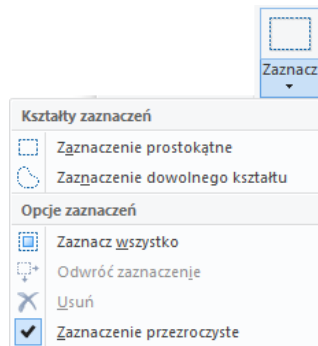 Zaznacz
Kształty zaznaczeń
Zaznaczenie prostokątne
Zaznaczenie dowolnego kształtu
Opcje zaznaczeń
Zaznacz wszystko
Odwróć zaznaczenie
Usuń
Zaznaczenie przezroczyste